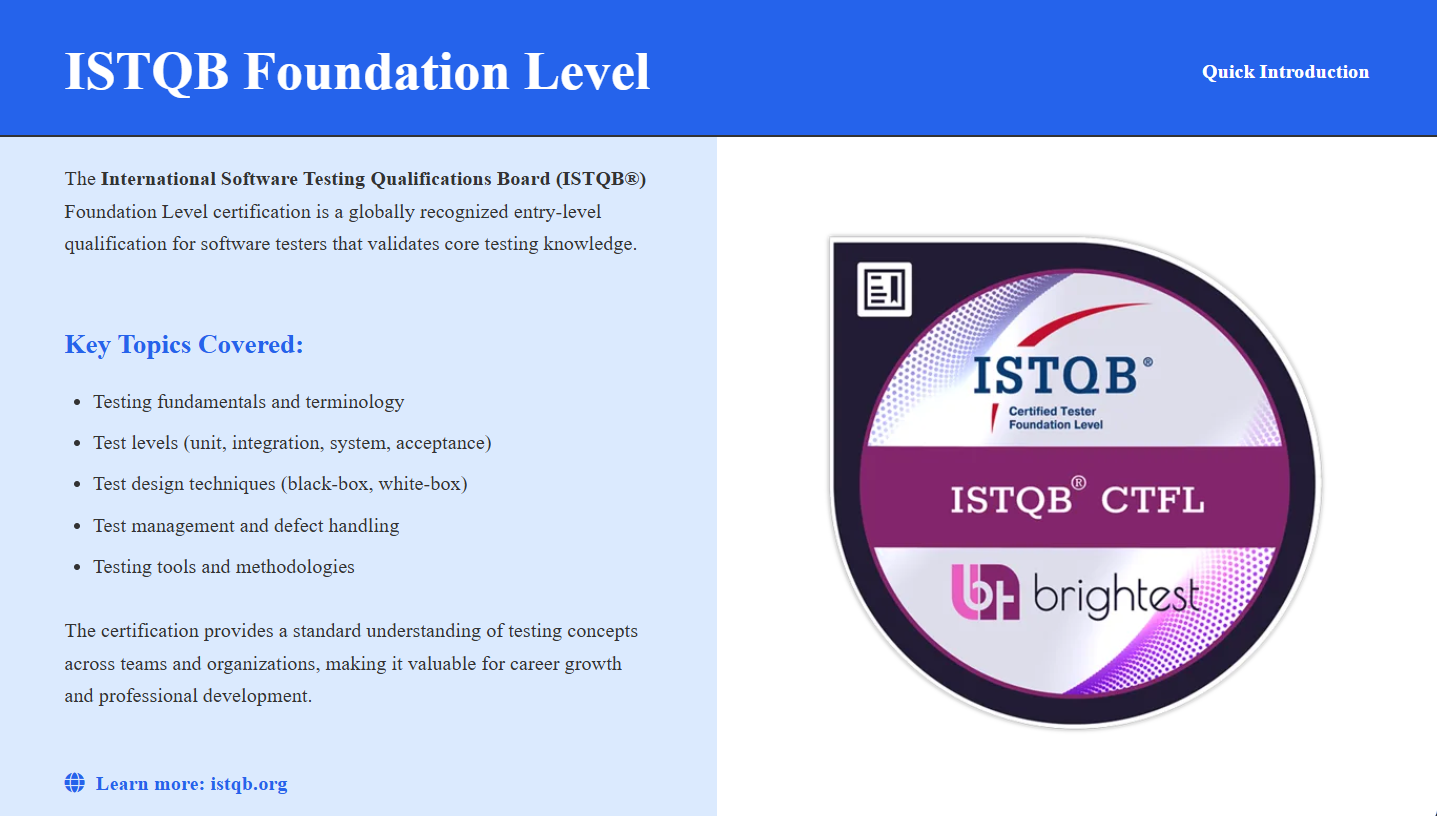 ISTQB Foundation Level
Quick Introduction
The International Software Testing Qualifications Board (ISTQB®)
Foundation Level certification is a globally recognized entry-level
qualification for software testers that validates core testing knowledge.
Key Topics Covered:
• Testing fundamentals and terminology
• Test levels (unit, integration, system, acceptance)
• Test design techniques (black-box, white-box)
• Test management and defect handling
• Testing tools and methodologies
The certification provides a standard understanding of testing concepts
across teams and organizations, making it valuable for career growth
and professional development.
Learn more: istqb.org
ISTQB®
Certified Tester
Foundation Level
ISTQB® CTFL
bt brightest